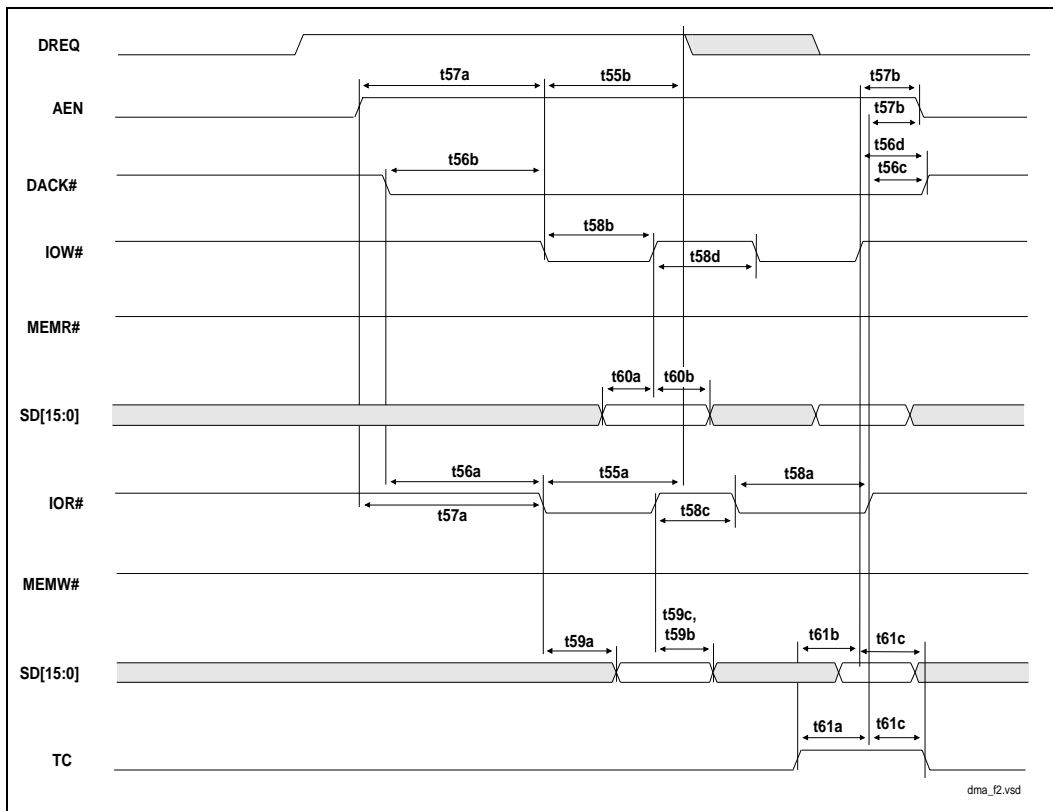 DREQ
t57a
t55b
t57b
AEN
t57b
t56d
t56b
t56c
DACK#
t58b
IOW#
t58d
MEMR#
t60a
t60b
SD[15:0]
t56a
t55a
t58a
IOR#
t57a
t58c
MEMW#
t59c,
t59b
t59a
t61b
t61c
SD[15:0]
t61a
t61c
TC
dma_f2.vsd